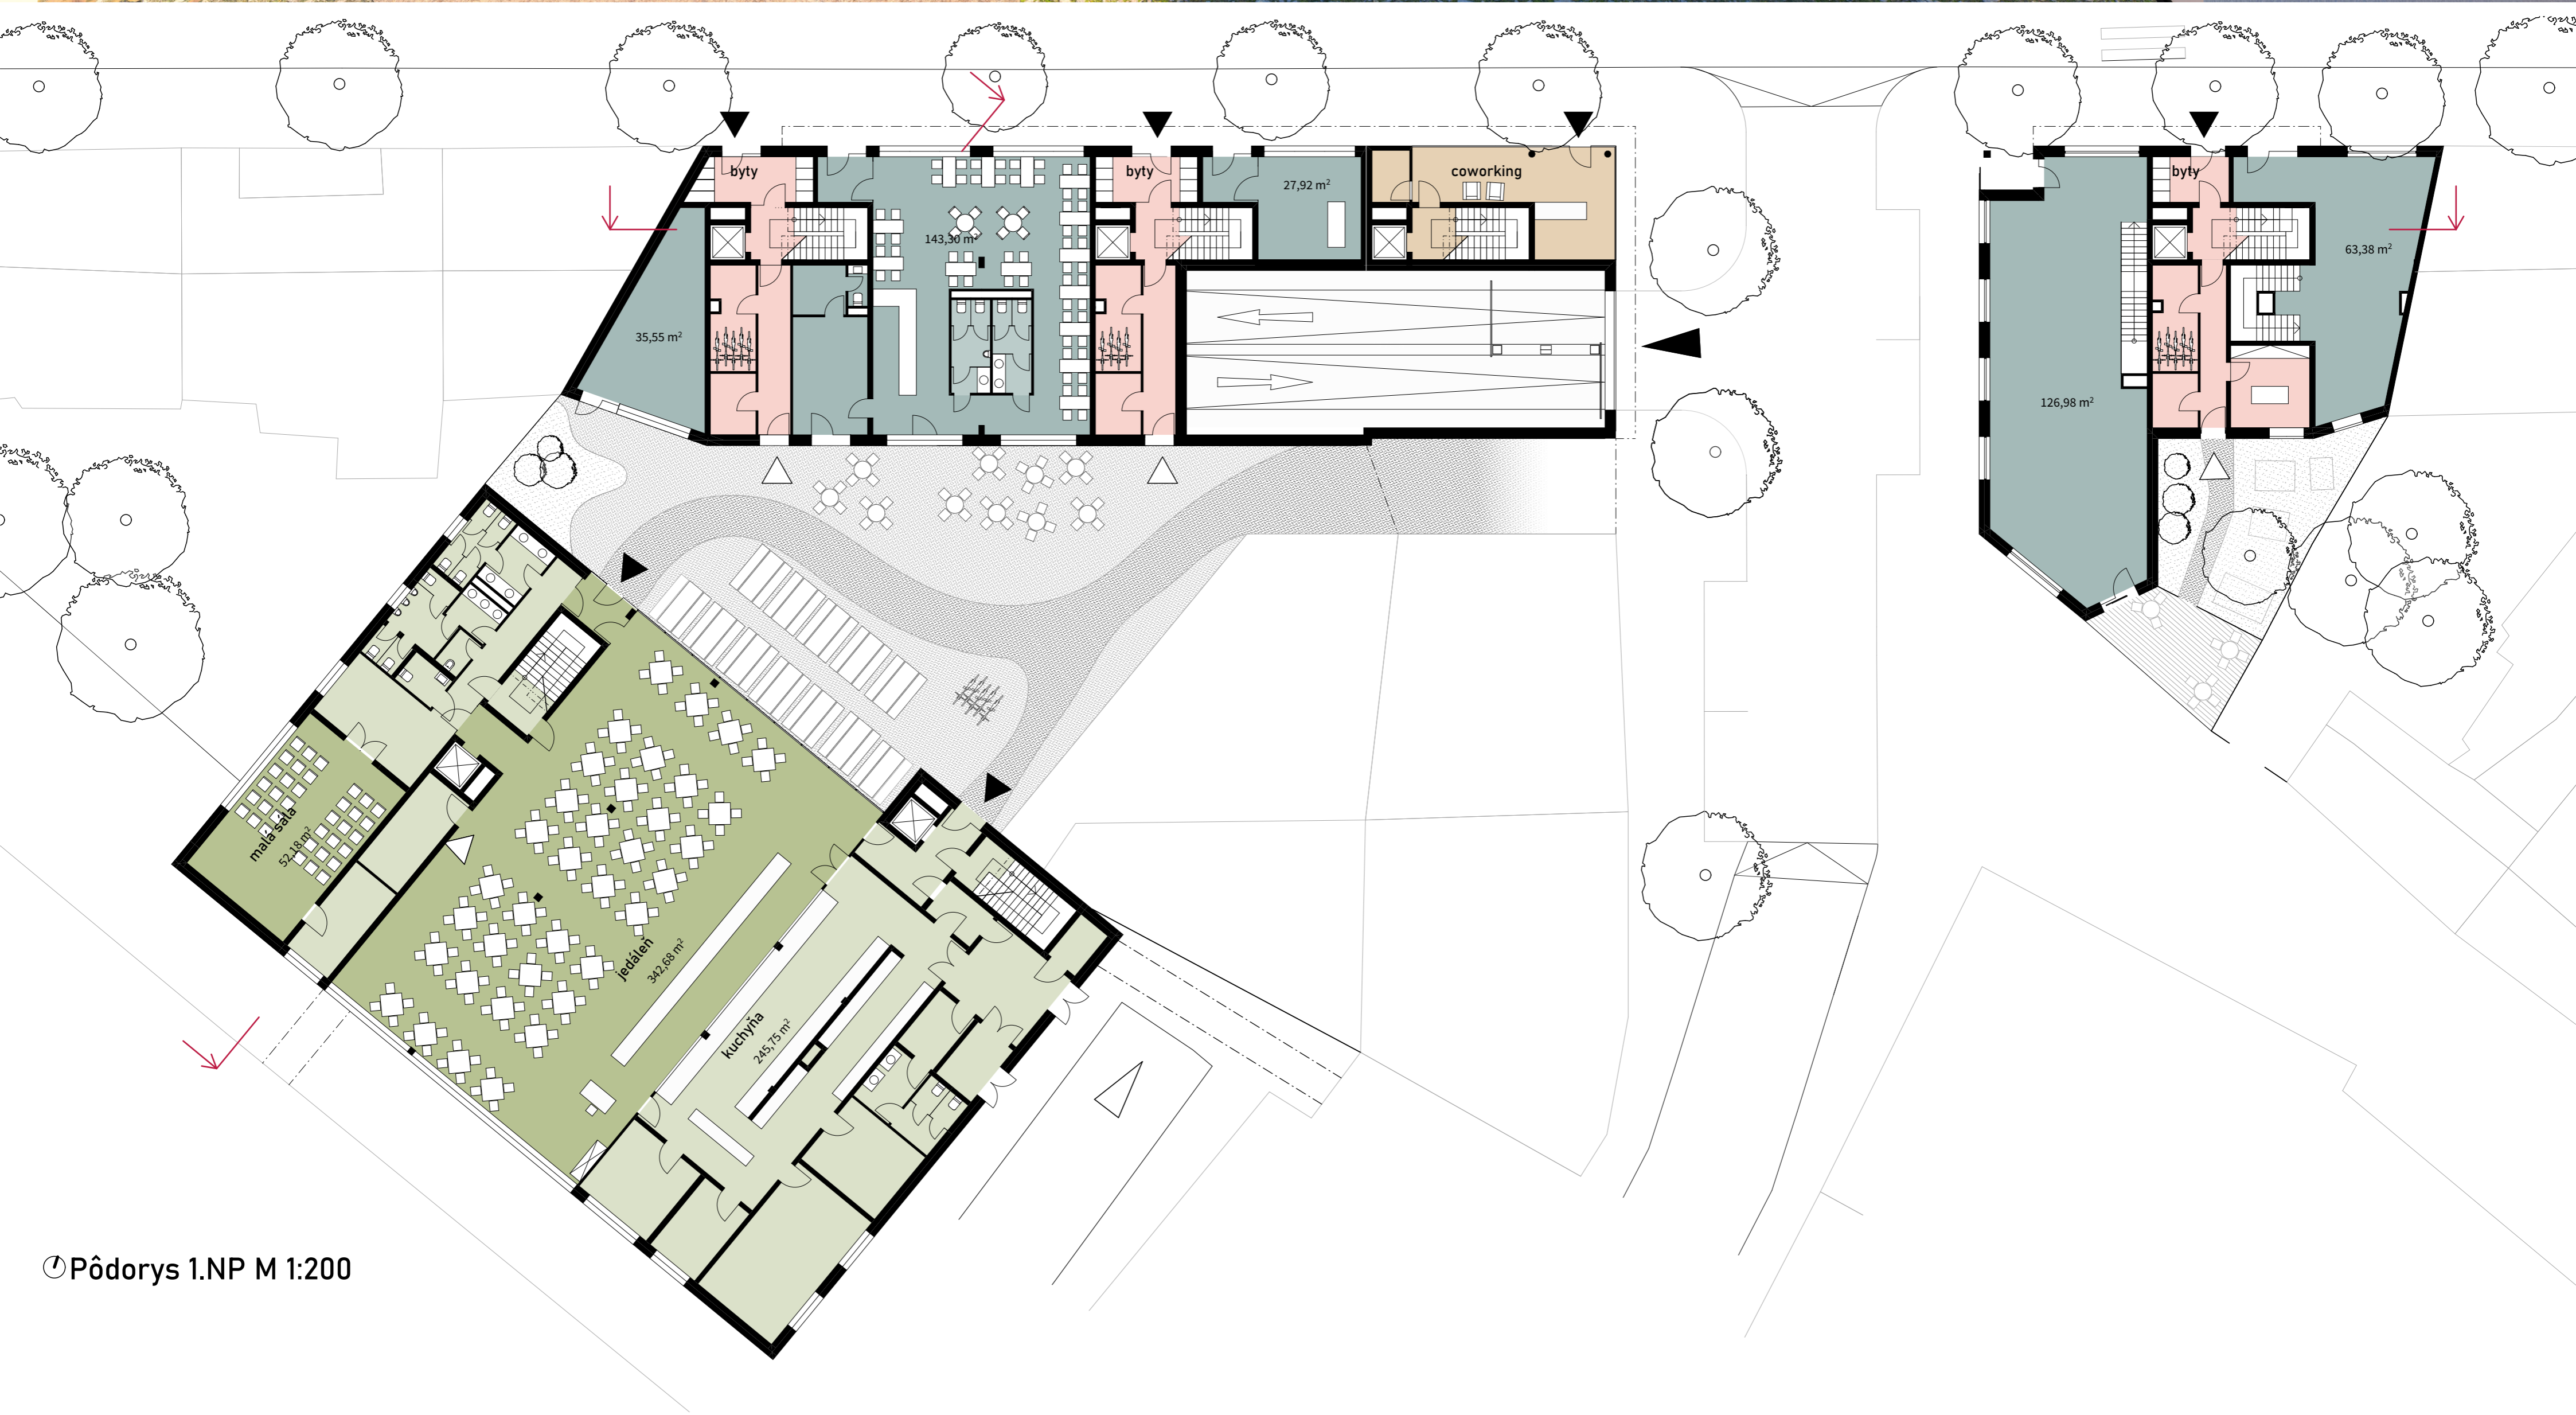 byty
byty
coworking
byty
27,92 m²
143,30 m²
63,38 m²
35,55 m²
126,98 m²
malá sála
52,18 m²
jedáleň
342,68 m²
kuchyňa
245,75 m²
Pôdorys 1.NP M 1:200